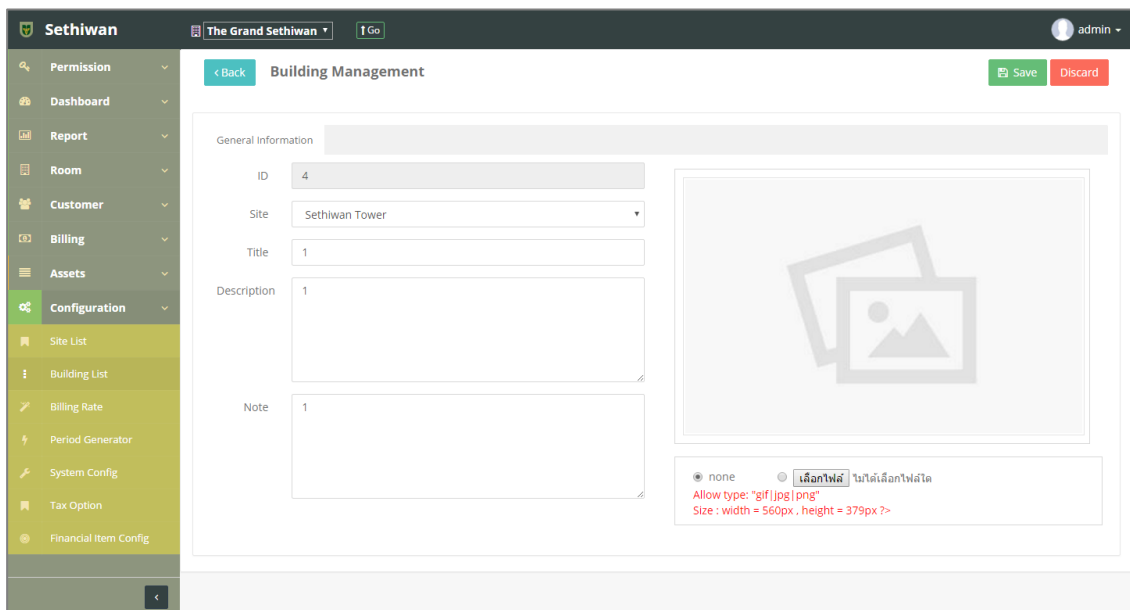 Sethiwan
The Grand Sethiwan
Go
admin
Permission
Dashboard
Report
Room
Customer
Billing
Assets
Configuration
Site List
Building List
Billing Rate
Period Generator
System Config
Tax Option
Financial Item Config
< Back
Building Management
Save
Discard
General Information
ID
4
Site
Sethiwan Tower
Title
1
Description
1
Note
1
none
เลือกไฟล์ ไม่ได้เลือกไฟล์ใด
Allow type: "gif|jpg|png"
Size : width = 560px , height = 379px ?>